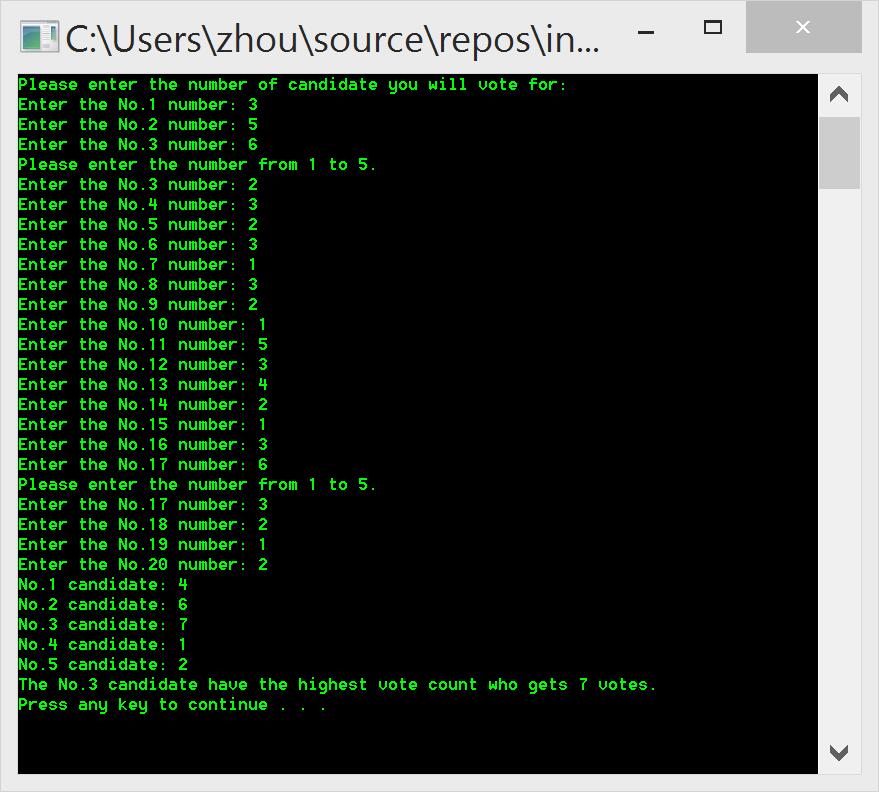 C:\Users\zhou\source\repos\in...
Please enter the number of candidate you will vote for:
Enter the No.1 number: 3
Enter the No.2 number: 5
Enter the No.3 number: 6
Please enter the number from 1 to 5.
Enter the No.3 number: 2
Enter the No.4 number: 3
Enter the No.5 number: 2
Enter the No.6 number: 3
Enter the No.7 number: 1
Enter the No.8 number: 3
Enter the No.9 number: 2
Enter the No.10 number: 1
Enter the No.11 number: 5
Enter the No.12 number: 3
Enter the No.13 number: 4
Enter the No.14 number: 2
Enter the No.15 number: 1
Enter the No.16 number: 3
Enter the No.17 number: 6
Please enter the number from 1 to 5.
Enter the No.17 number: 3
Enter the No.18 number: 2
Enter the No.19 number: 1
Enter the No.20 number: 2
No.1 candidate: 4
No.2 candidate: 6
No.3 candidate: 7
No.4 candidate: 1
No.5 candidate: 2
The No.3 candidate have the highest vote count who gets 7 votes.
Press any key to continue . . .